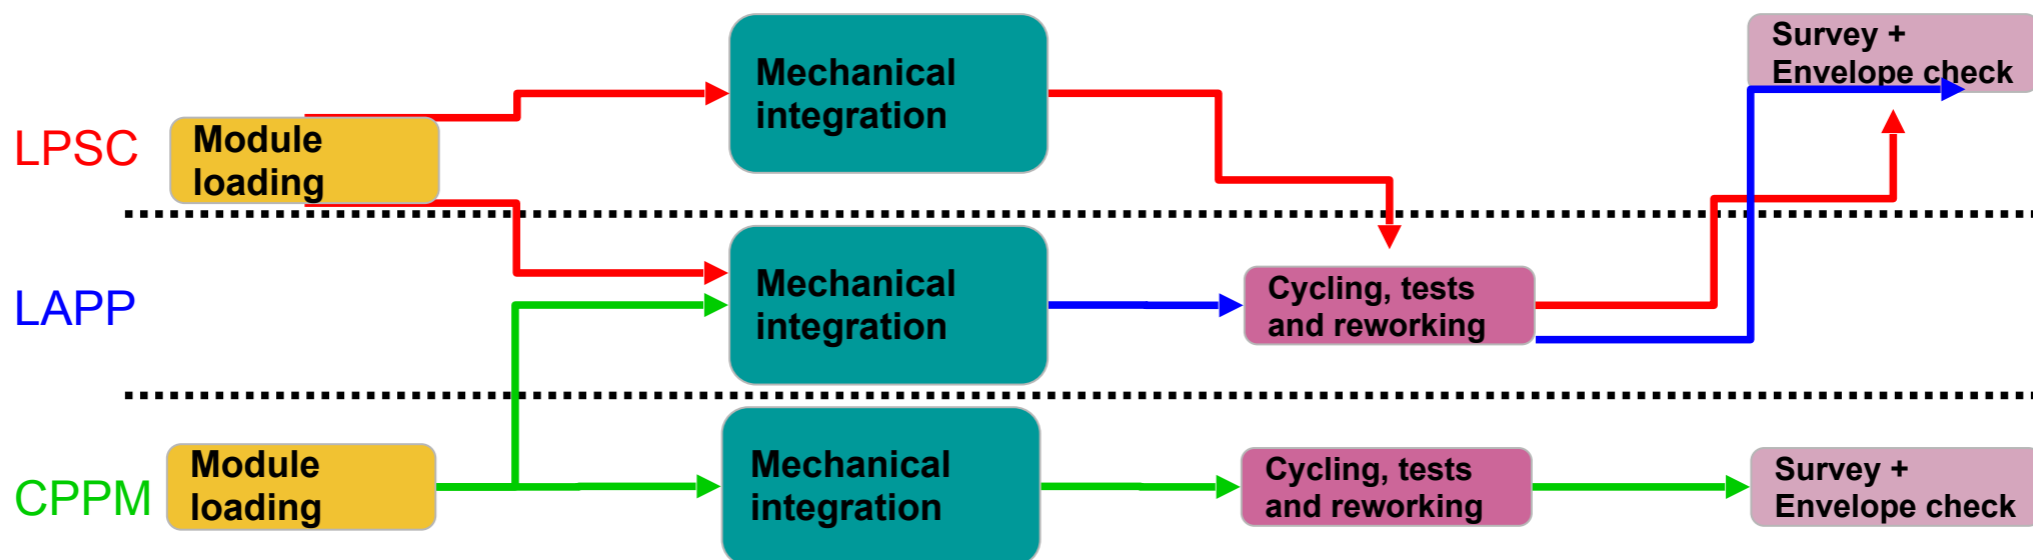 LPSC
Module
loading
Mechanical
integration
Survey +
Envelope check
LAPP
Mechanical
integration
Cycling, tests
and reworking
CPPM
Module
loading
Mechanical
integration
Cycling, tests
and reworking
Survey +
Envelope check